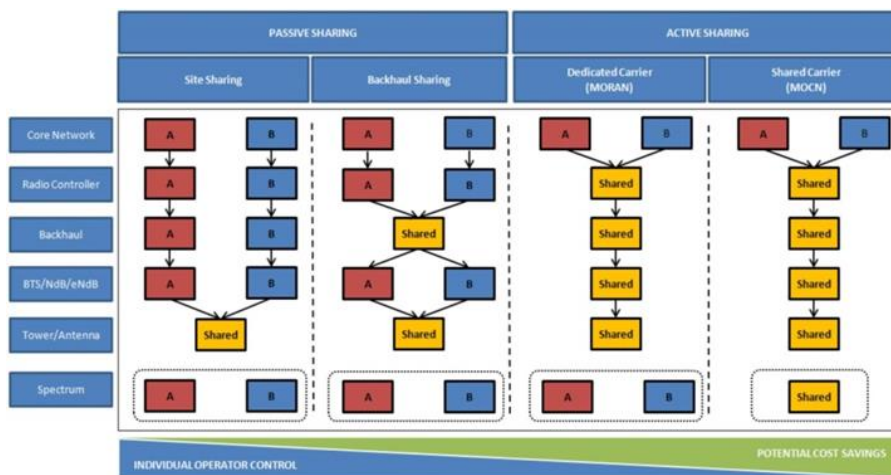 PASSIVE SHARING ACTIVE SHARING
Site Sharing Backhaul Sharing Dedicated Carrier (MORAN) Shared Carrier (MOCN)
Core Network A B A B A B A B
Radio Controller A B A B Shared Shared
Backhaul A B Shared Shared Shared
BTS/NdB/eNdB A B A B Shared Shared
Tower/Antenna Shared Shared Shared Shared
Spectrum A B A B A B Shared
POTENTIAL COST SAVINGS
INDIVIDUAL OPERATOR CONTROL